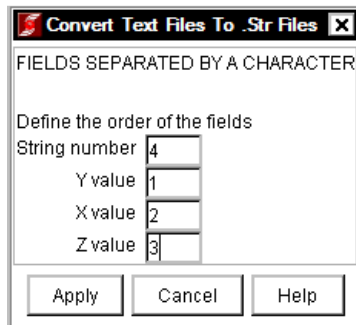 Convert Text Files To .Str Files
FIELDS SEPARATED BY A CHARACTER
Define the order of the fields
String number 4
Y value 1
X value 2
Z value 3
Apply Cancel Help